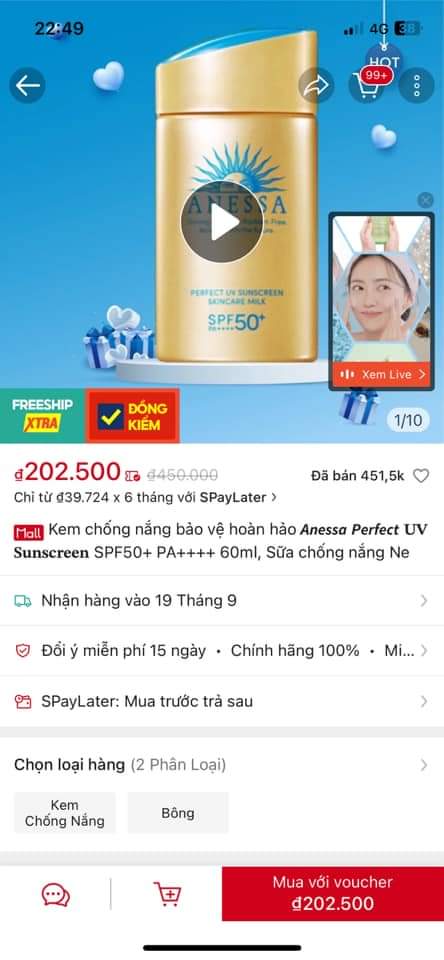 22:49
4G 38
HOT
99+
ANESSA
PERFECT UV SUNSCREEN
SKINCARE MILK
SPF50+
PA++++
Xem Live
FREESHIP
XTRA
ĐỒNG
KIỂM
1/10
₫202.500 ₫450.000 Đã bán 451,5k
Chỉ từ ₫39.724 x 6 tháng với SPayLater
Mall Kem chống nắng bảo vệ hoàn hảo Anessa Perfect UV
Sunscreen SPF50+ PA++++ 60ml, Sữa chống nắng Ne
Nhận hàng vào 19 Tháng 9
Đổi ý miễn phí 15 ngày • Chính hãng 100% • Mi...
SPayLater: Mua trước trả sau
Chọn loại hàng (2 Phân Loại)
Kem
Chống Nắng
Bông
Mua với voucher
₫202.500